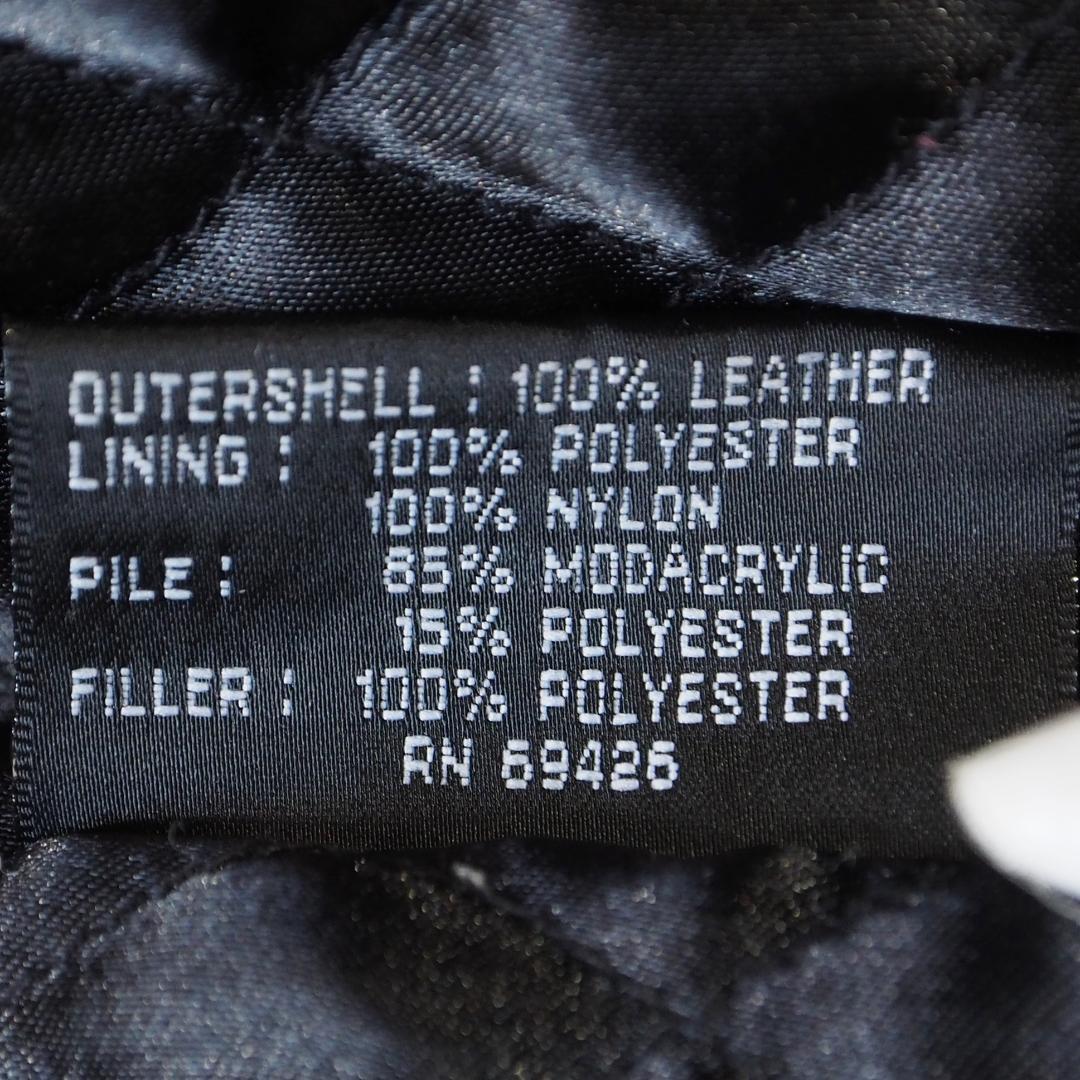 OUTERSHELL : 100% LEATHER
LINING : 100% POLYESTER
100% NYLON
PILE : 85% MODACRYLIC
15% POLYESTER
FILLER : 100% POLYESTER
RN 69426